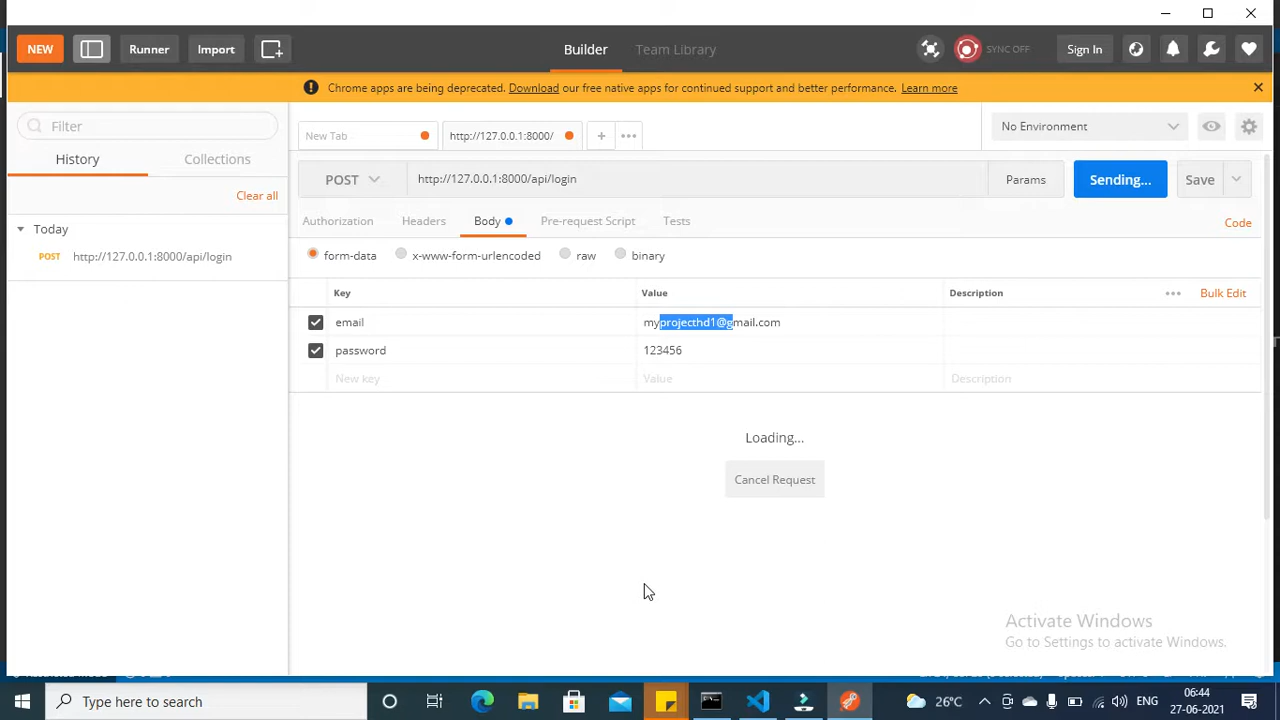 NEW Runner Import Builder Team Library SYNC OFF Sign In
Chrome apps are being deprecated. Download our free native apps for continued support and better performance. Learn more
Filter
New Tab http://127.0.0.1:8000/ + No Environment
History Collections
POST http://127.0.0.1:8000/api/login Params Sending... Save
Clear all
Authorization Headers Body Pre-request Script Tests Code
Today
POST http://127.0.0.1:8000/api/login
form-data x-www-form-urlencoded raw binary
Key Value Description Bulk Edit
email myprojecthd1@gmail.com
password 123456
New key Value Description
Loading...
Cancel Request
Activate Windows
Go to Settings to activate Windows.
Type here to search 26°C ENG 06:44
27-06-2021